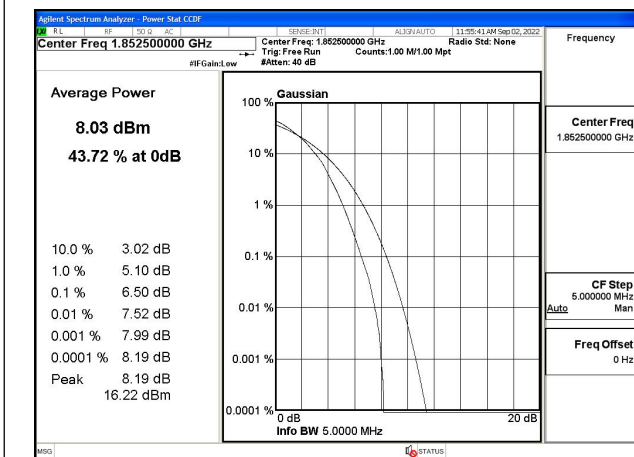 Agilent Spectrum Analyzer - Power Stat CCDF
LXI RL RF 50 Ω AC SENSE:INT ALIGN AUTO 11:55:41 AM Sep 02, 2022
Center Freq 1.852500000 GHz
Center Freq: 1.852500000 GHz Radio Std: None
Trig: Free Run Counts:1.00 M/1.00 Mpt
#IFGain:Low #Atten: 40 dB
Average Power
8.03 dBm
43.72 % at 0dB
10.0 % 3.02 dB
1.0 % 5.10 dB
0.1 % 6.50 dB
0.01 % 7.52 dB
0.001 % 7.99 dB
0.0001 % 8.19 dB
Peak 8.19 dB
16.22 dBm
Gaussian
100 %
10 %
1 %
0.1 %
0.01 %
0.001 %
0.0001 %
0 dB 20 dB
Info BW 5.0000 MHz
Frequency
Center Freq
1.852500000 GHz
CF Step
5.000000 MHz
Auto Man
Freq Offset
0 Hz
MSG STATUS